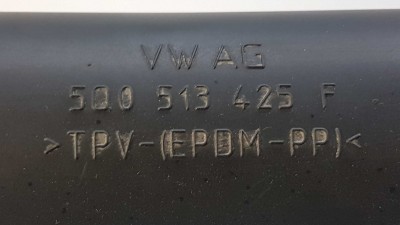 VW AG
5Q0 513 425 F
>TPV-(EPDM-PP)<